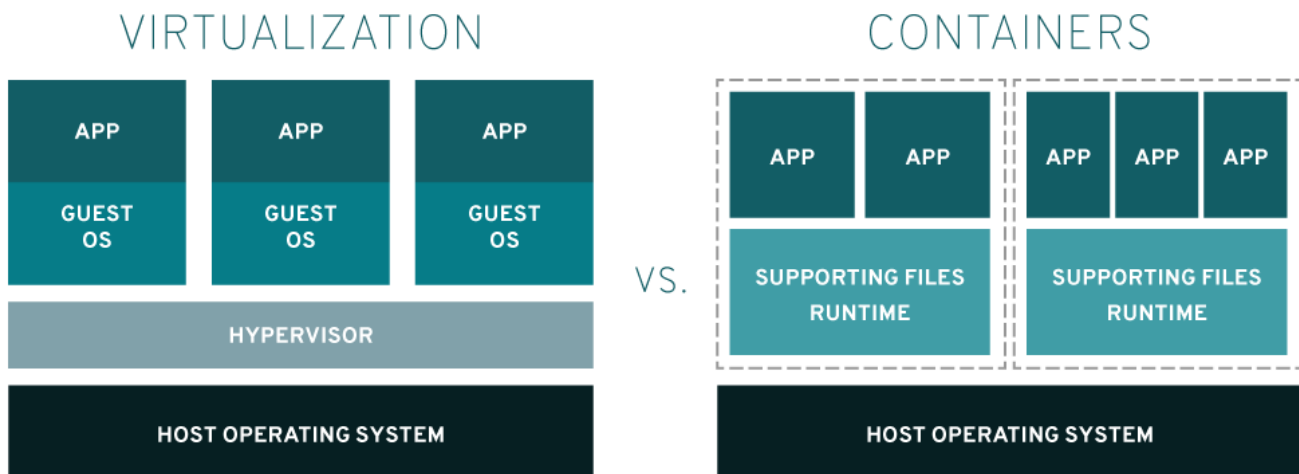 VIRTUALIZATION
APP
GUEST
OS
APP
GUEST
OS
APP
GUEST
OS
HYPERVISOR
HOST OPERATING SYSTEM
VS.
CONTAINERS
APP
APP
SUPPORTING FILES
RUNTIME
APP
APP
APP
SUPPORTING FILES
RUNTIME
HOST OPERATING SYSTEM